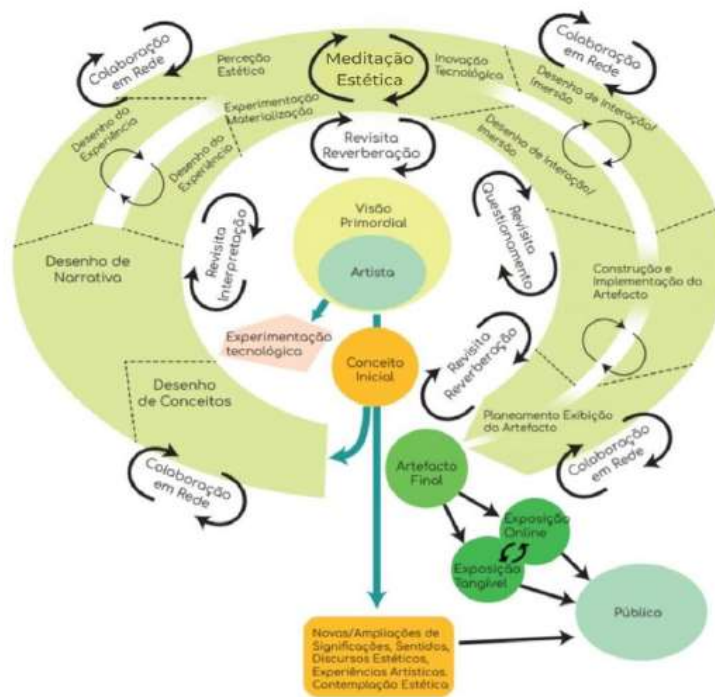 Colaboração
em Rede
Perceção
Estética
Meditação
Estética
Inovação
Tecnológica
Colaboração
em Rede
Desenho de Interação/
Imersão
Desenho da
Experiência
Experimentação
Materialização
Desenho da
Experiência
Revisita
Reverberação
Desenho de Interação/
Imersão
Desenho de
Narrativa
Revisita
Interpretação
Visão
Primordial
Artista
Revisita
Questionamento
Construção e
Implementação do
Artefacto
Experimentação
tecnológica
Conceito
Inicial
Revisita
Reverberação
Desenho
de Conceitos
Planeamento Exibição
do Artefacto
Colaboração
em Rede
Colaboração
em Rede
Artefacto
Final
Exposição
Online
Exposição
Tangível
Público
Novas/Ampliações de
Significações, Sentidos,
Discursos Estéticos,
Experiências Artísticas.
Contemplação Estética